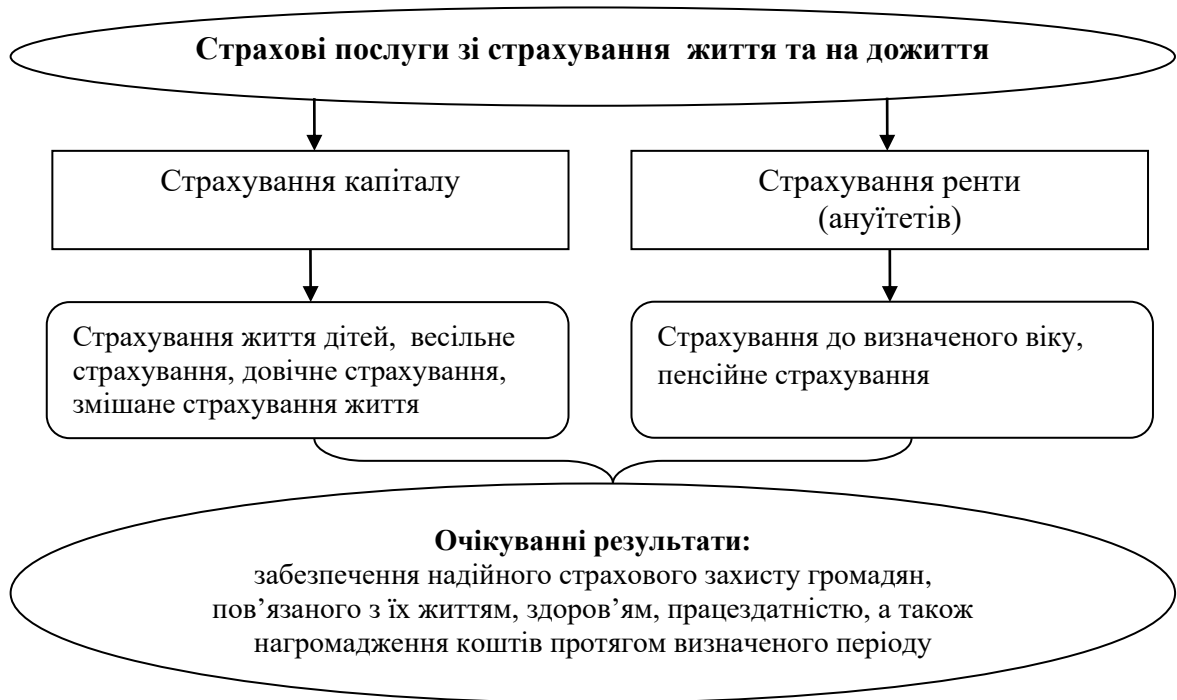 Страхові послуги зі страхування життя та на дожиття
Страхування капіталу
Страхування ренти
(ануїтетів)
Страхування життя дітей, весільне
страхування, довічне страхування,
змішане страхування життя
Страхування до визначеного віку,
пенсійне страхування
Очікуванні результати:
забезпечення надійного страхового захисту громадян,
пов’язаного з їх життям, здоров’ям, працездатністю, а також
нагромадження коштів протягом визначеного періоду